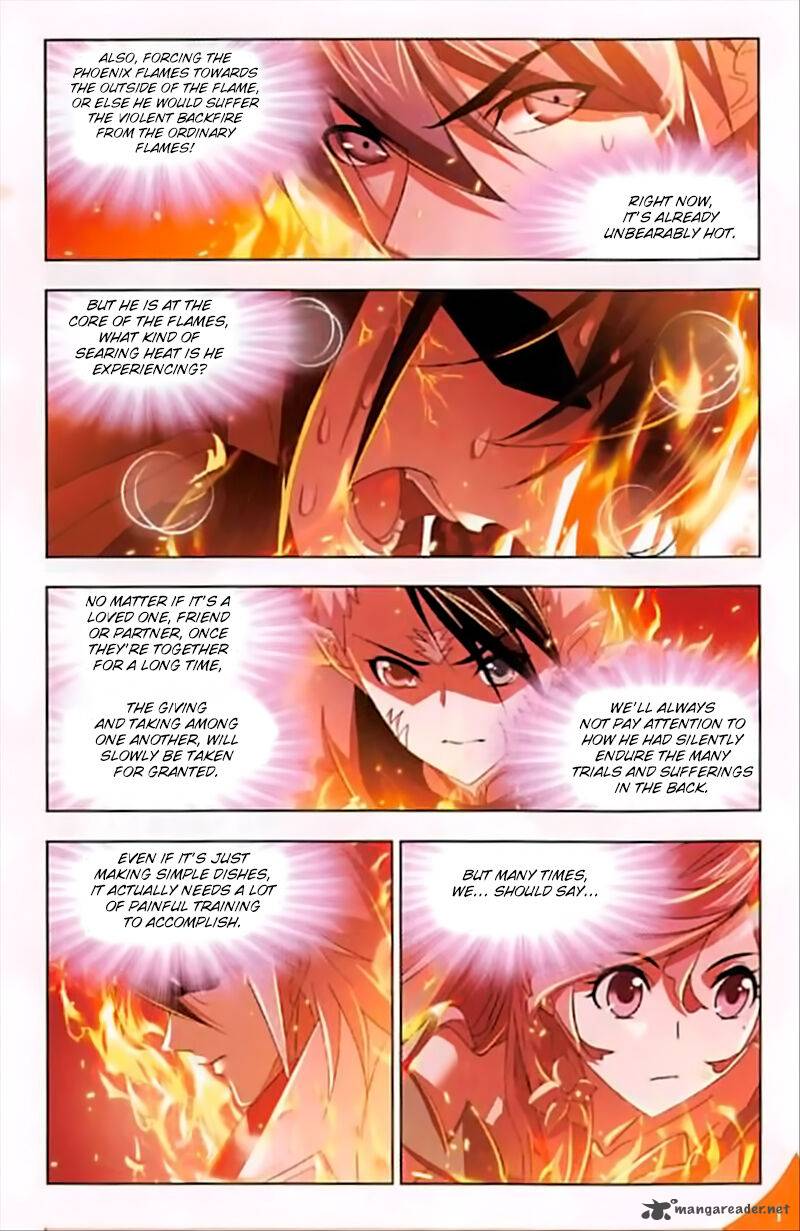 ALSO, FORCING THE
PHOENIX FLAMES TOWARDS
THE OUTSIDE OF THE FLAME,
OR ELSE HE WOULD SUFFER
THE VIOLENT BACKFIRE
FROM THE ORDINARY
FLAMES!
RIGHT NOW,
IT'S ALREADY
UNBEARABLY HOT.
BUT HE IS AT THE
CORE OF THE FLAMES,
WHAT KIND OF
SEARING HEAT IS HE
EXPERIENCING?
NO MATTER IF IT'S A
LOVED ONE, FRIEND
OR PARTNER, ONCE
THEY'RE TOGETHER
FOR A LONG TIME,
THE GIVING
AND TAKING AMONG
ONE ANOTHER, WILL
SLOWLY BE TAKEN
FOR GRANTED.
WE'LL ALWAYS
NOT PAY ATTENTION TO
HOW HE HAD SILENTLY
ENDURE THE MANY
TRIALS AND SUFFERINGS
IN THE BACK.
EVEN IF IT'S JUST
MAKING SIMPLE DISHES,
IT ACTUALLY NEEDS A LOT
OF PAINFUL TRAINING
TO ACCOMPLISH.
BUT MANY TIMES,
WE... SHOULD SAY...
mangareader.net
1